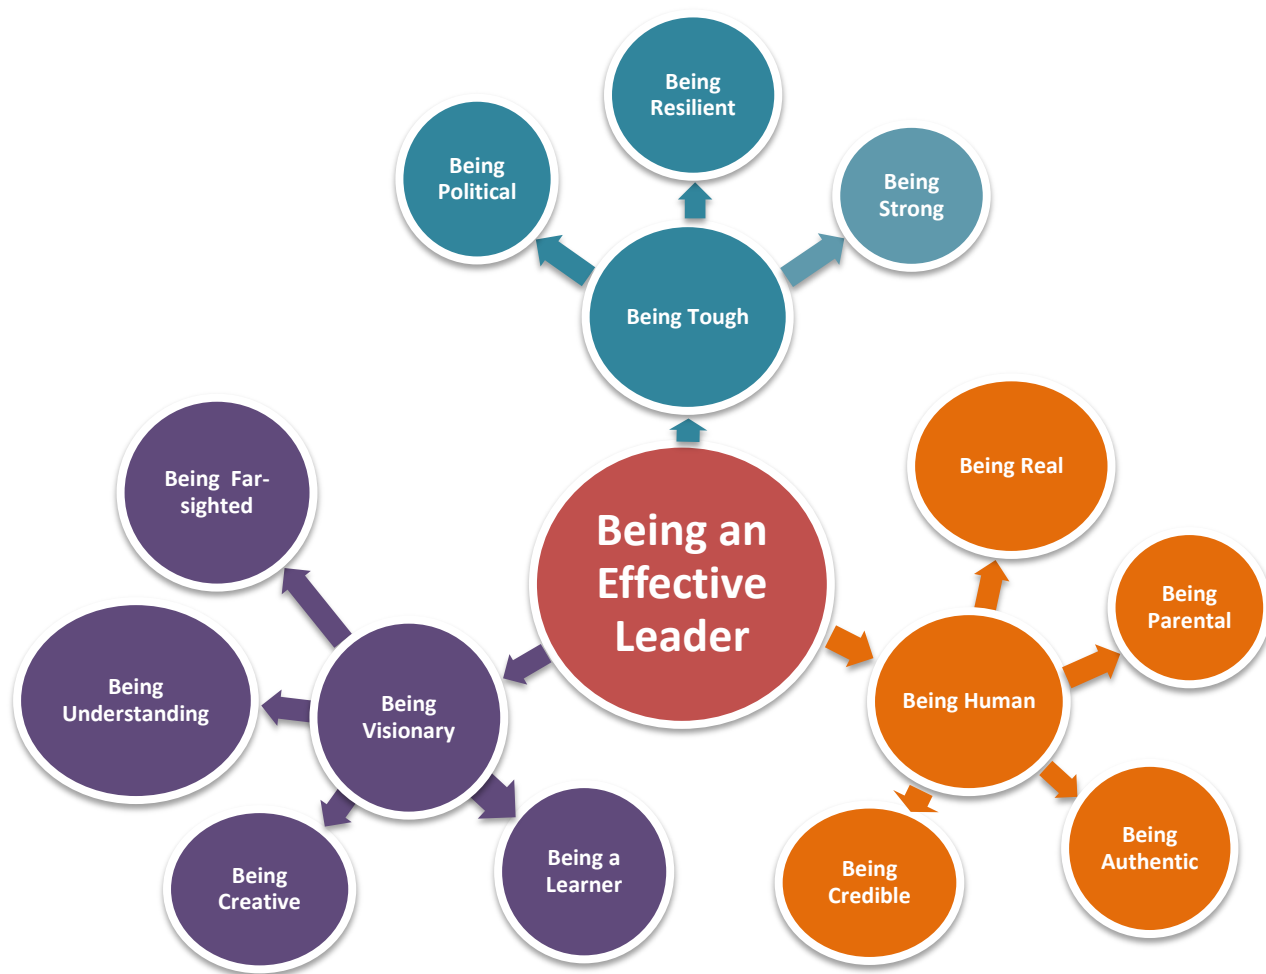 Being
Resilient
Being
Political
Being
Strong
Being Tough
Being an
Effective
Leader
Being Far-
sighted
Being
Understanding
Being
Visionary
Being
Creative
Being a
Learner
Being Real
Being
Parental
Being Human
Being
Authentic
Being
Credible